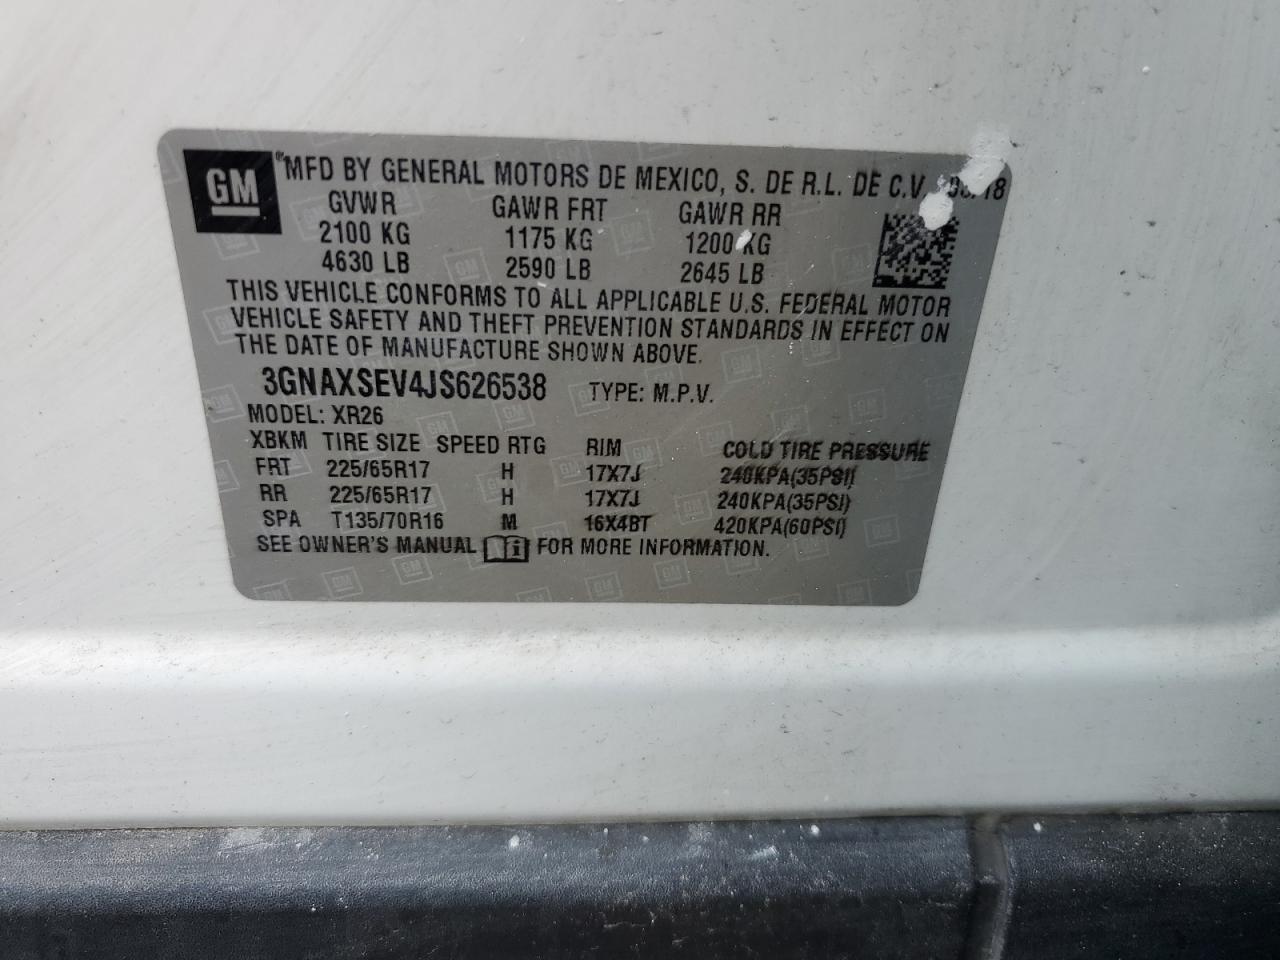 GM ® MFD BY GENERAL MOTORS DE MEXICO, S. DE R.L. DE C.V.
GVWR GAWR FRT GAWR RR
2100 KG 1175 KG 1200 KG
4630 LB 2590 LB 2645 LB
THIS VEHICLE CONFORMS TO ALL APPLICABLE U.S. FEDERAL MOTOR
VEHICLE SAFETY AND THEFT PREVENTION STANDARDS IN EFFECT ON
THE DATE OF MANUFACTURE SHOWN ABOVE.
3GNAXSEV4JS626538 TYPE: M.P.V.
MODEL: XR26
XBKM TIRE SIZE SPEED RTG RIM COLD TIRE PRESSURE
FRT 225/65R17 H 17X7J 240KPA(35PSI)
RR 225/65R17 H 17X7J 240KPA(35PSI)
SPA T135/70R16 M 16X4BT 420KPA(60PSI)
SEE OWNER'S MANUAL FOR MORE INFORMATION.